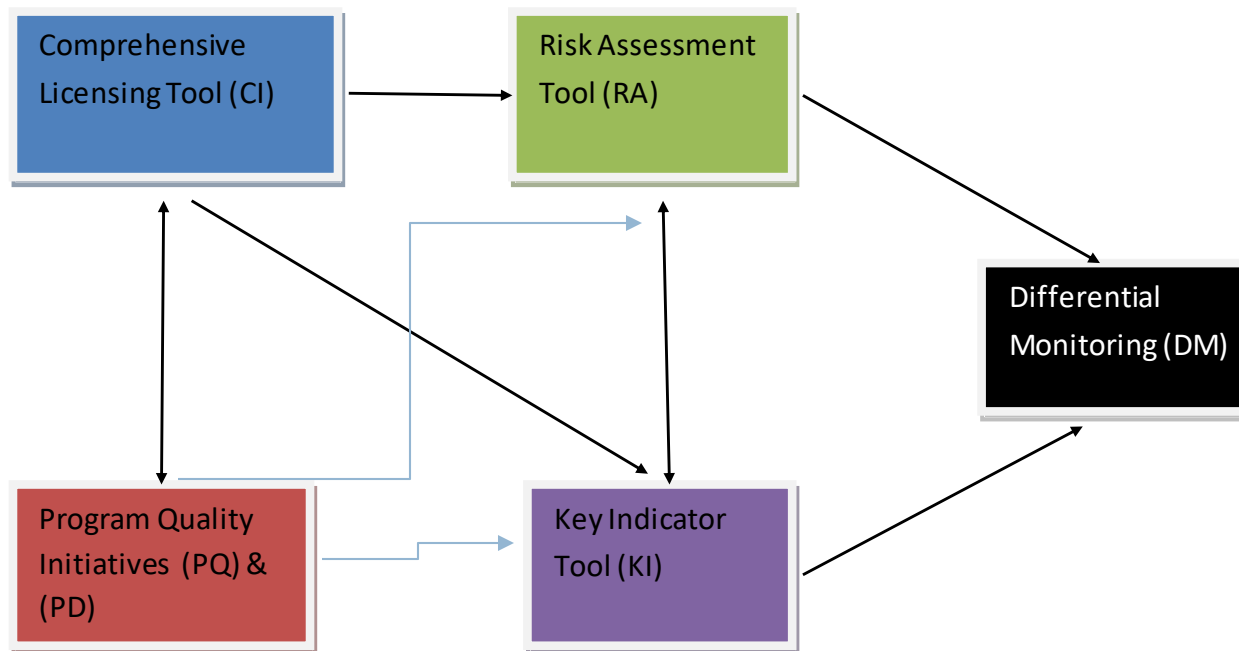 Comprehensive
Licensing Tool (CI)
Risk Assessment
Tool (RA)
Differential
Monitoring (DM)
Program Quality
Initiatives (PQ) &
(PD)
Key Indicator
Tool (KI)